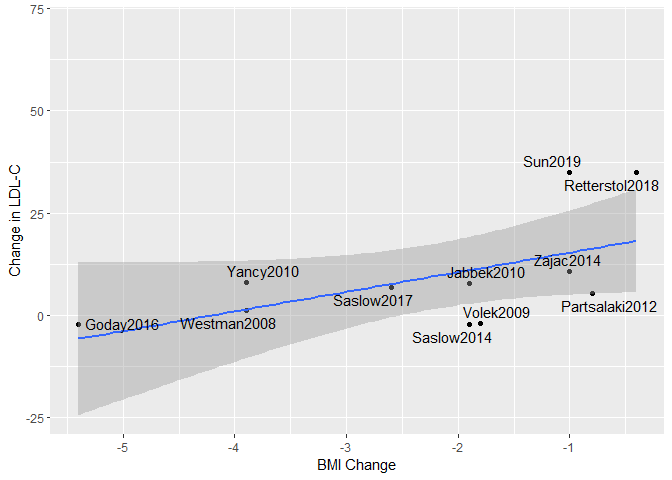 75
50
25
0
-25
Change in LDL-C
Sun2019
Retterstol2018
Zajac2014
Yancy2010
Jabbek2010
Saslow2017
Partsalaki2012
Volek2009
Goday2016
Westman2008
Saslow2014
-5
-4
-3
-2
-1
BMI Change